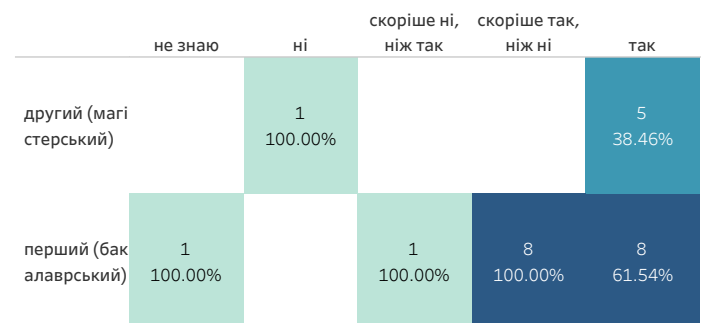 не знаю
ні
скоріше ні,
ніж так
скоріше так,
ніж ні
так
другий (магі
стерський)
1
100.00%
5
38.46%
перший (бак
алаврський)
1
100.00%
1
100.00%
8
100.00%
8
61.54%